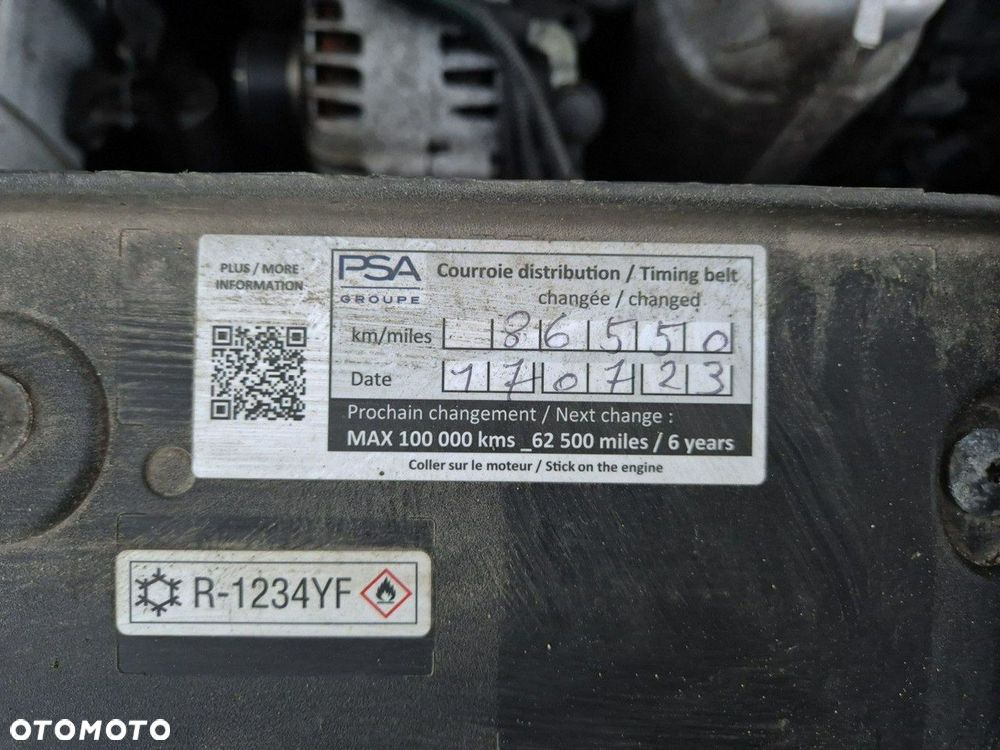 PLUS / MORE
INFORMATION
PSA
GROUPE
Courroie distribution / Timing belt
changée / changed
km/miles 86550
Date 170723
Prochain changement / Next change :
MAX 100 000 kms _62 500 miles / 6 years
Coller sur le moteur / Stick on the engine
R-1234YF
OTOMOTO